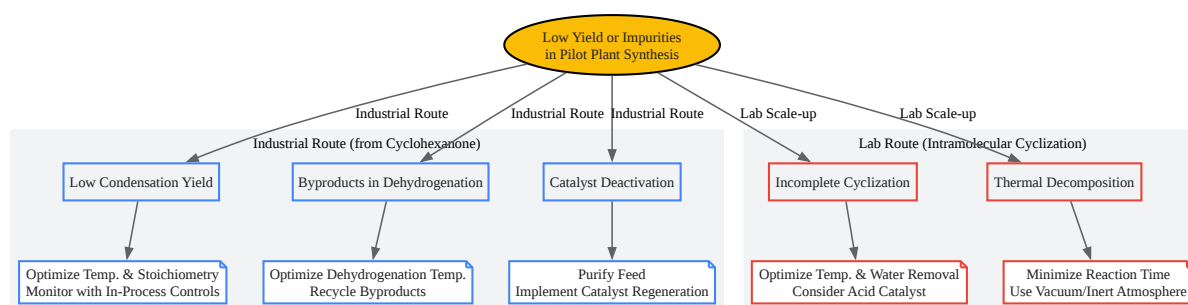 Low Yield or Impurities
in Pilot Plant Synthesis
Industrial Route
Industrial Route
Industrial Route
Lab Scale-up
Lab Scale-up
Industrial Route (from Cyclohexanone)
Lab Route (Intramolecular Cyclization)
Low Condensation Yield
Byproducts in Dehydrogenation
Catalyst Deactivation
Incomplete Cyclization
Thermal Decomposition
Optimize Temp. & Stoichiometry
Monitor with In-Process Controls
Optimize Dehydrogenation Temp.
Recycle Byproducts
Purify Feed
Implement Catalyst Regeneration
Optimize Temp. & Water Removal
Consider Acid Catalyst
Minimize Reaction Time
Use Vacuum/Inert Atmosphere